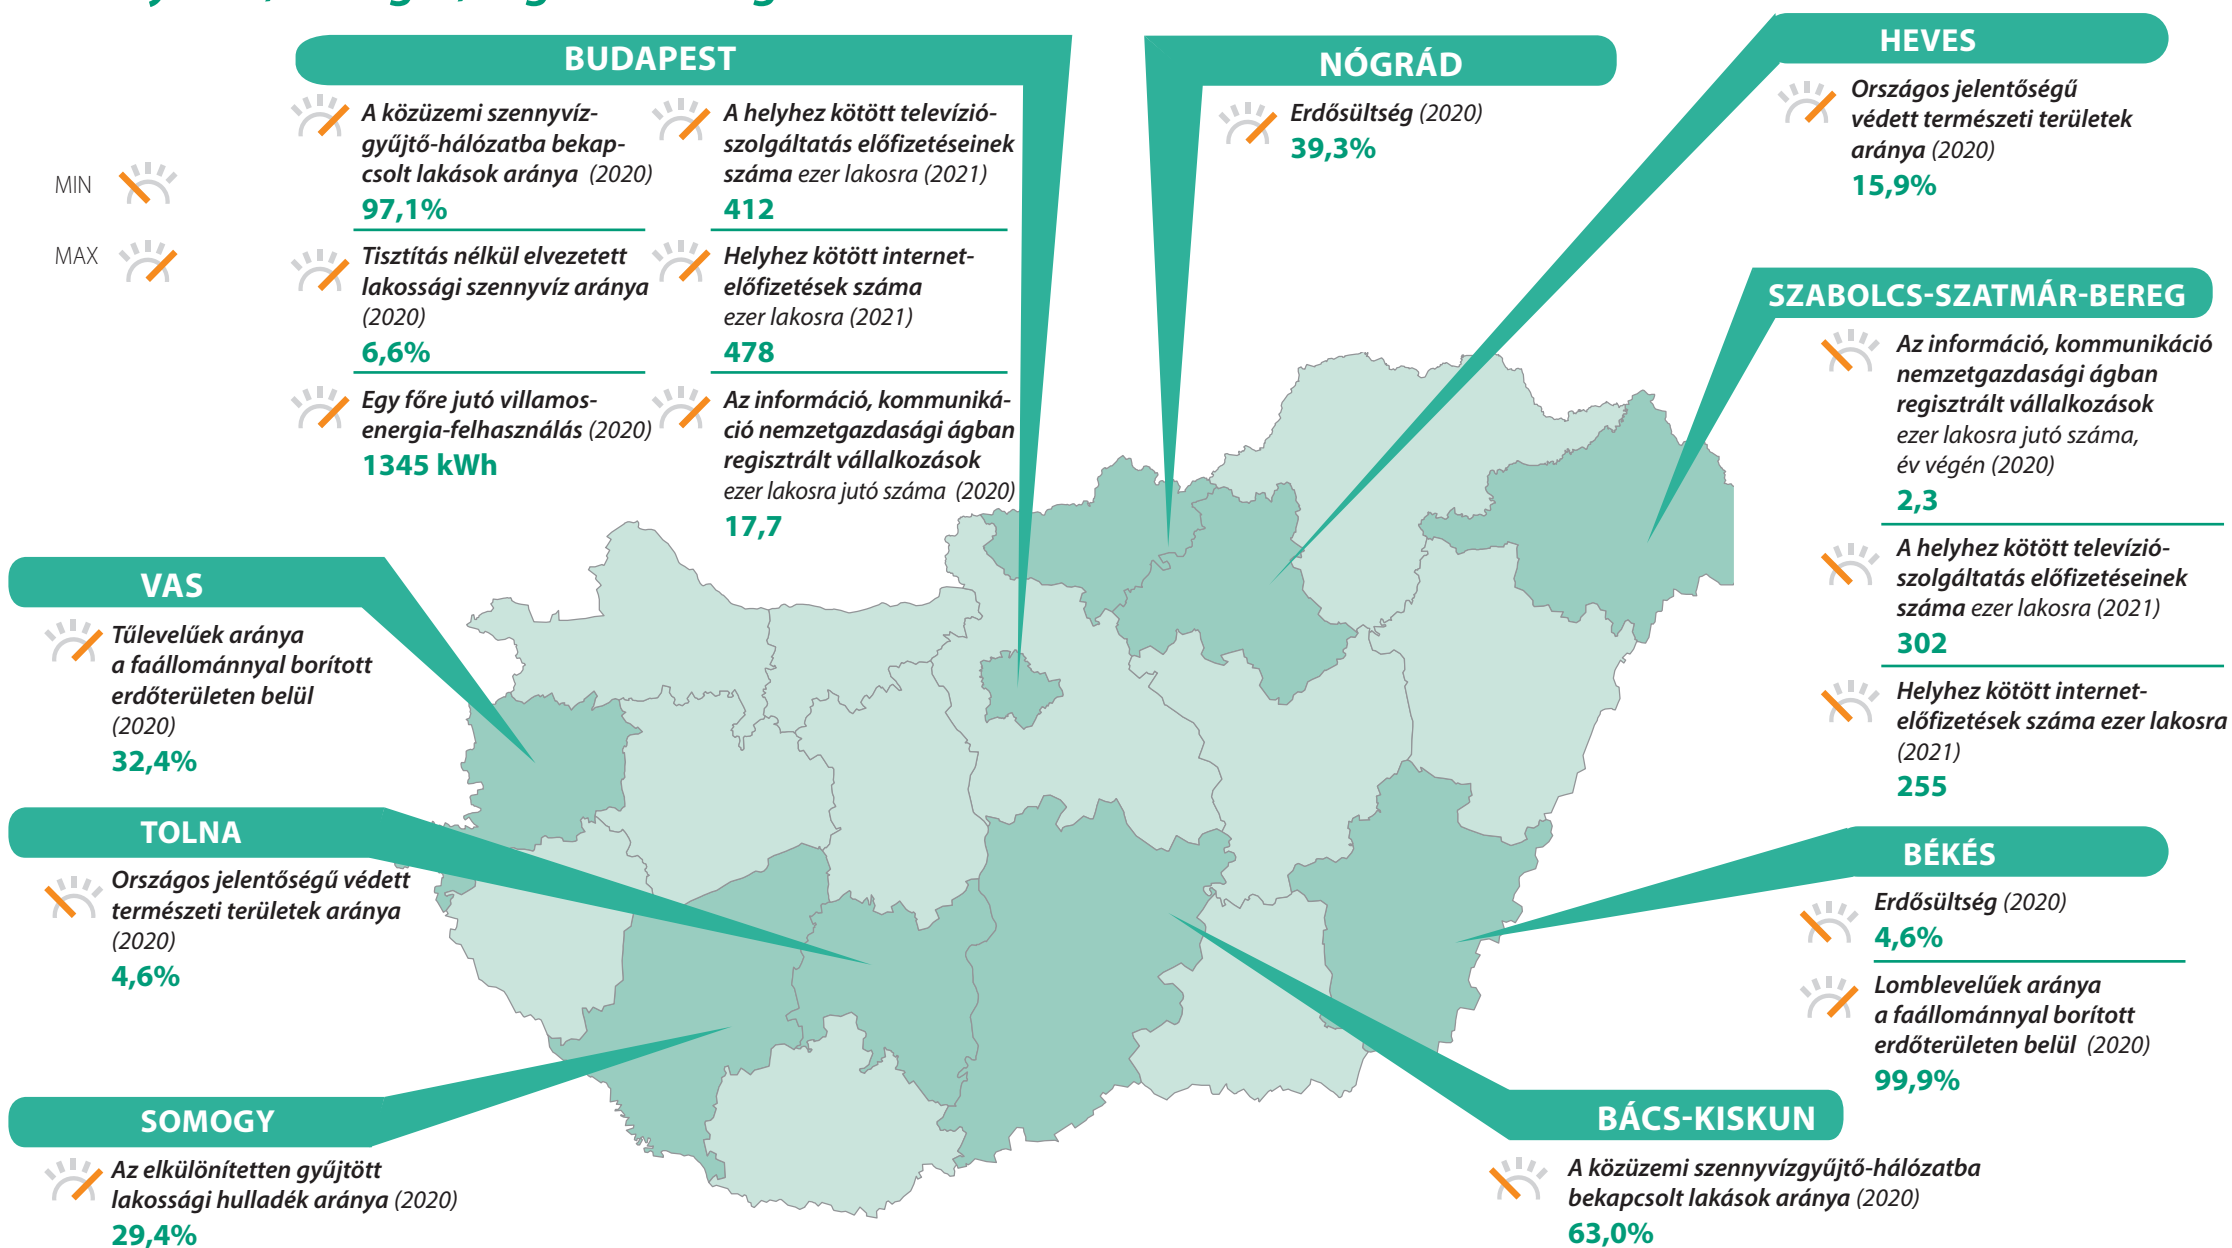 BUDAPEST
A közüzemi szennyvíz-
gyűjtő-hálózatba bekap-
csolt lakások aránya (2020)
97,1%
Tisztítás nélkül elvezetett
lakossági szennyvíz aránya
(2020)
6,6%
Egy főre jutó villamos-
energia-felhasználás (2020)
1345 kWh
A helyhez kötött televízió-
szolgáltatás előfizetéseinek
száma ezer lakosra (2021)
412
Helyhez kötött internet-
előfizetések száma
ezer lakosra (2021)
478
Az információ, kommuniká-
ció nemzetgazdasági ágban
regisztrált vállalkozások
ezer lakosra jutó száma (2020)
17,7
NÓGRÁD
Erdősültség (2020)
39,3%
HEVES
Országos jelentőségű
védett természeti területek
aránya (2020)
15,9%
MIN
MAX
SZABOLCS-SZATMÁR-BEREG
Az információ, kommunikáció
nemzetgazdasági ágban
regisztrált vállalkozások
ezer lakosra jutó száma,
év végén (2020)
2,3
A helyhez kötött televízió-
szolgáltatás előfizetéseinek
száma ezer lakosra (2021)
302
Helyhez kötött internet-
előfizetések száma ezer lakosra
(2021)
255
VAS
Tűlevelűek aránya
a faállománnyal borított
erdőterületen belül
(2020)
32,4%
TOLNA
Országos jelentőségű védett
természeti területek aránya
(2020)
4,6%
BÉKÉS
Erdősültség (2020)
4,6%
Lomblevelűek aránya
a faállománnyal borított
erdőterületen belül (2020)
99,9%
SOMOGY
Az elkülönítetten gyűjtött
lakossági hulladék aránya (2020)
29,4%
BÁCS-KISKUN
A közüzemi szennyvízgyűjtő-hálózatba
bekapcsolt lakások aránya (2020)
63,0%